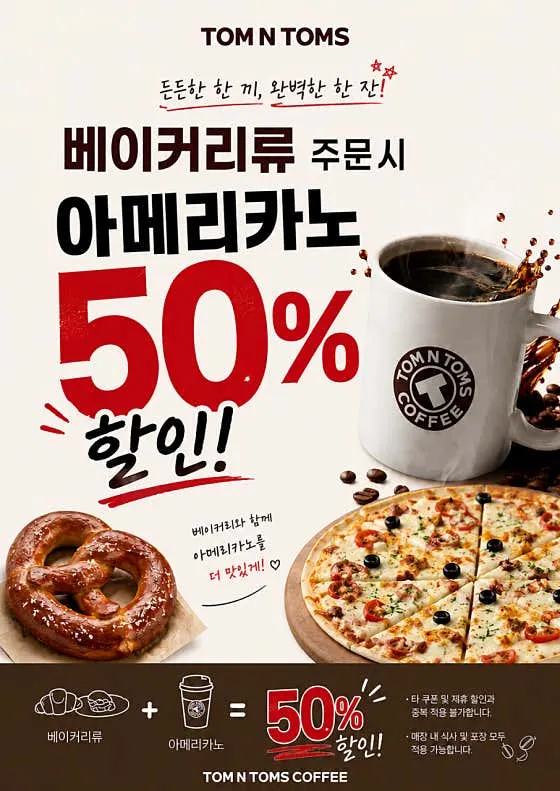 TOM N TOMS
든든한 한 끼, 완벽한 한 잔!
베이커리류 주문 시
아메리카노
50%
할인!
TOM N TOMS
T
COFFEE
베이커리와 함께
아메리카노를
더 맛있게! ♡
베이커리류
+
아메리카노
=
50%
할인!
· 타 쿠폰 및 제휴 할인과
중복 적용 불가합니다.
· 매장 내 식사 및 포장 모두
적용 가능합니다.
TOM N TOMS COFFEE